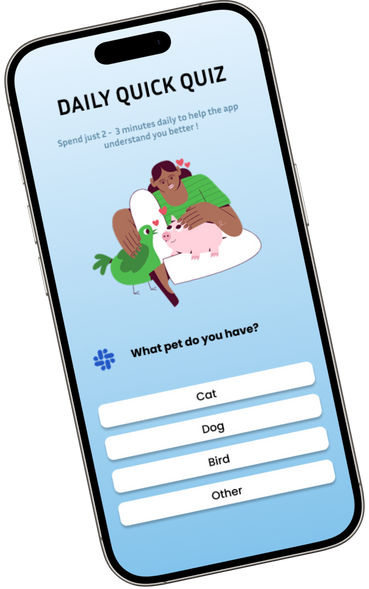 DAILY QUICK QUIZ
Spend just 2 - 3 minutes daily to help the app
understand you better !
What pet do you have?
Cat
Dog
Bird
Other